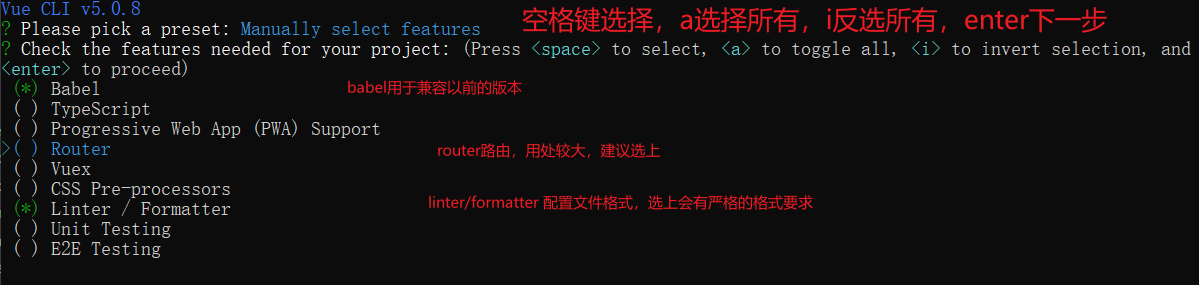 Vue CLI v5.0.8
空格键选择，a选择所有，i反选所有，enter下一步
? Please pick a preset: Manually select features
? Check the features needed for your project: (Press <space> to select, <a> to toggle all, <i> to invert selection, and
<enter> to proceed)
(*) Babel
babel用于兼容以前的版本
( ) TypeScript
( ) Progressive Web App (PWA) Support
>( ) Router
router路由，用处较大，建议选上
( ) Vuex
( ) CSS Pre-processors
(*) Linter / Formatter
linter/formatter 配置文件格式，选上会有严格的格式要求
( ) Unit Testing
( ) E2E Testing